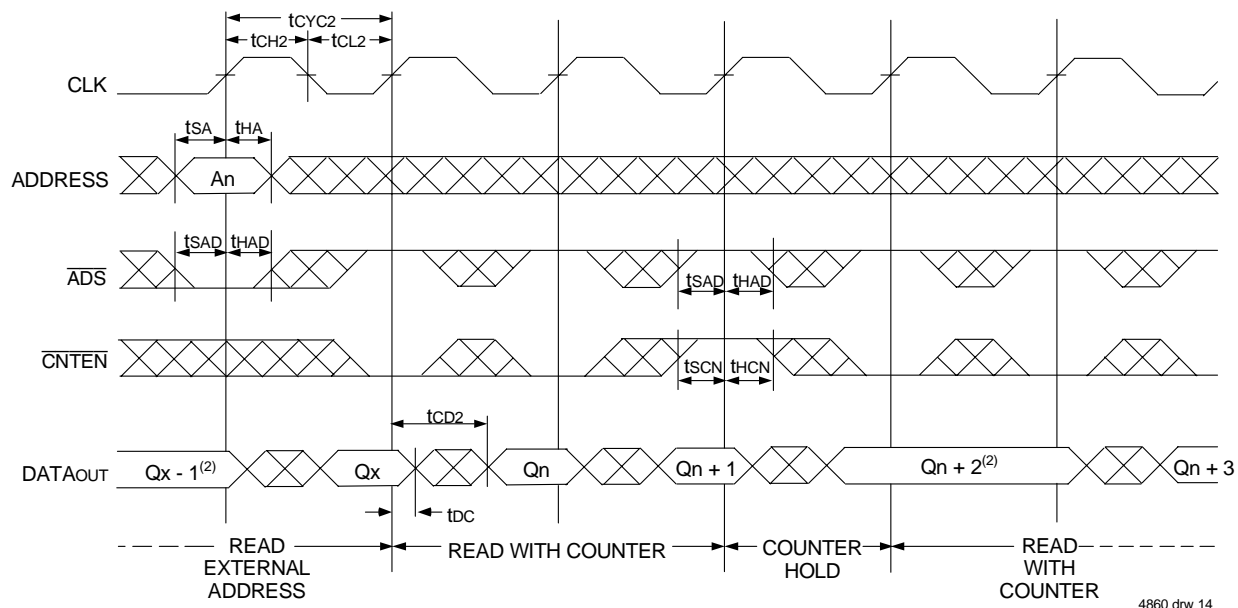 tCYC2
tCH2 tCL2
CLK
tSA tHA
ADDRESS An
tSAD tHAD
ADS
tSAD tHAD
CNTEN
tSCN tHCN
tCD2
DATAOUT Qx - 1(2) Qx Qn Qn + 1 Qn + 2(2) Qn + 3
tDC
READ EXTERNAL ADDRESS
READ WITH COUNTER
COUNTER HOLD
READ WITH COUNTER
4860 drw 14